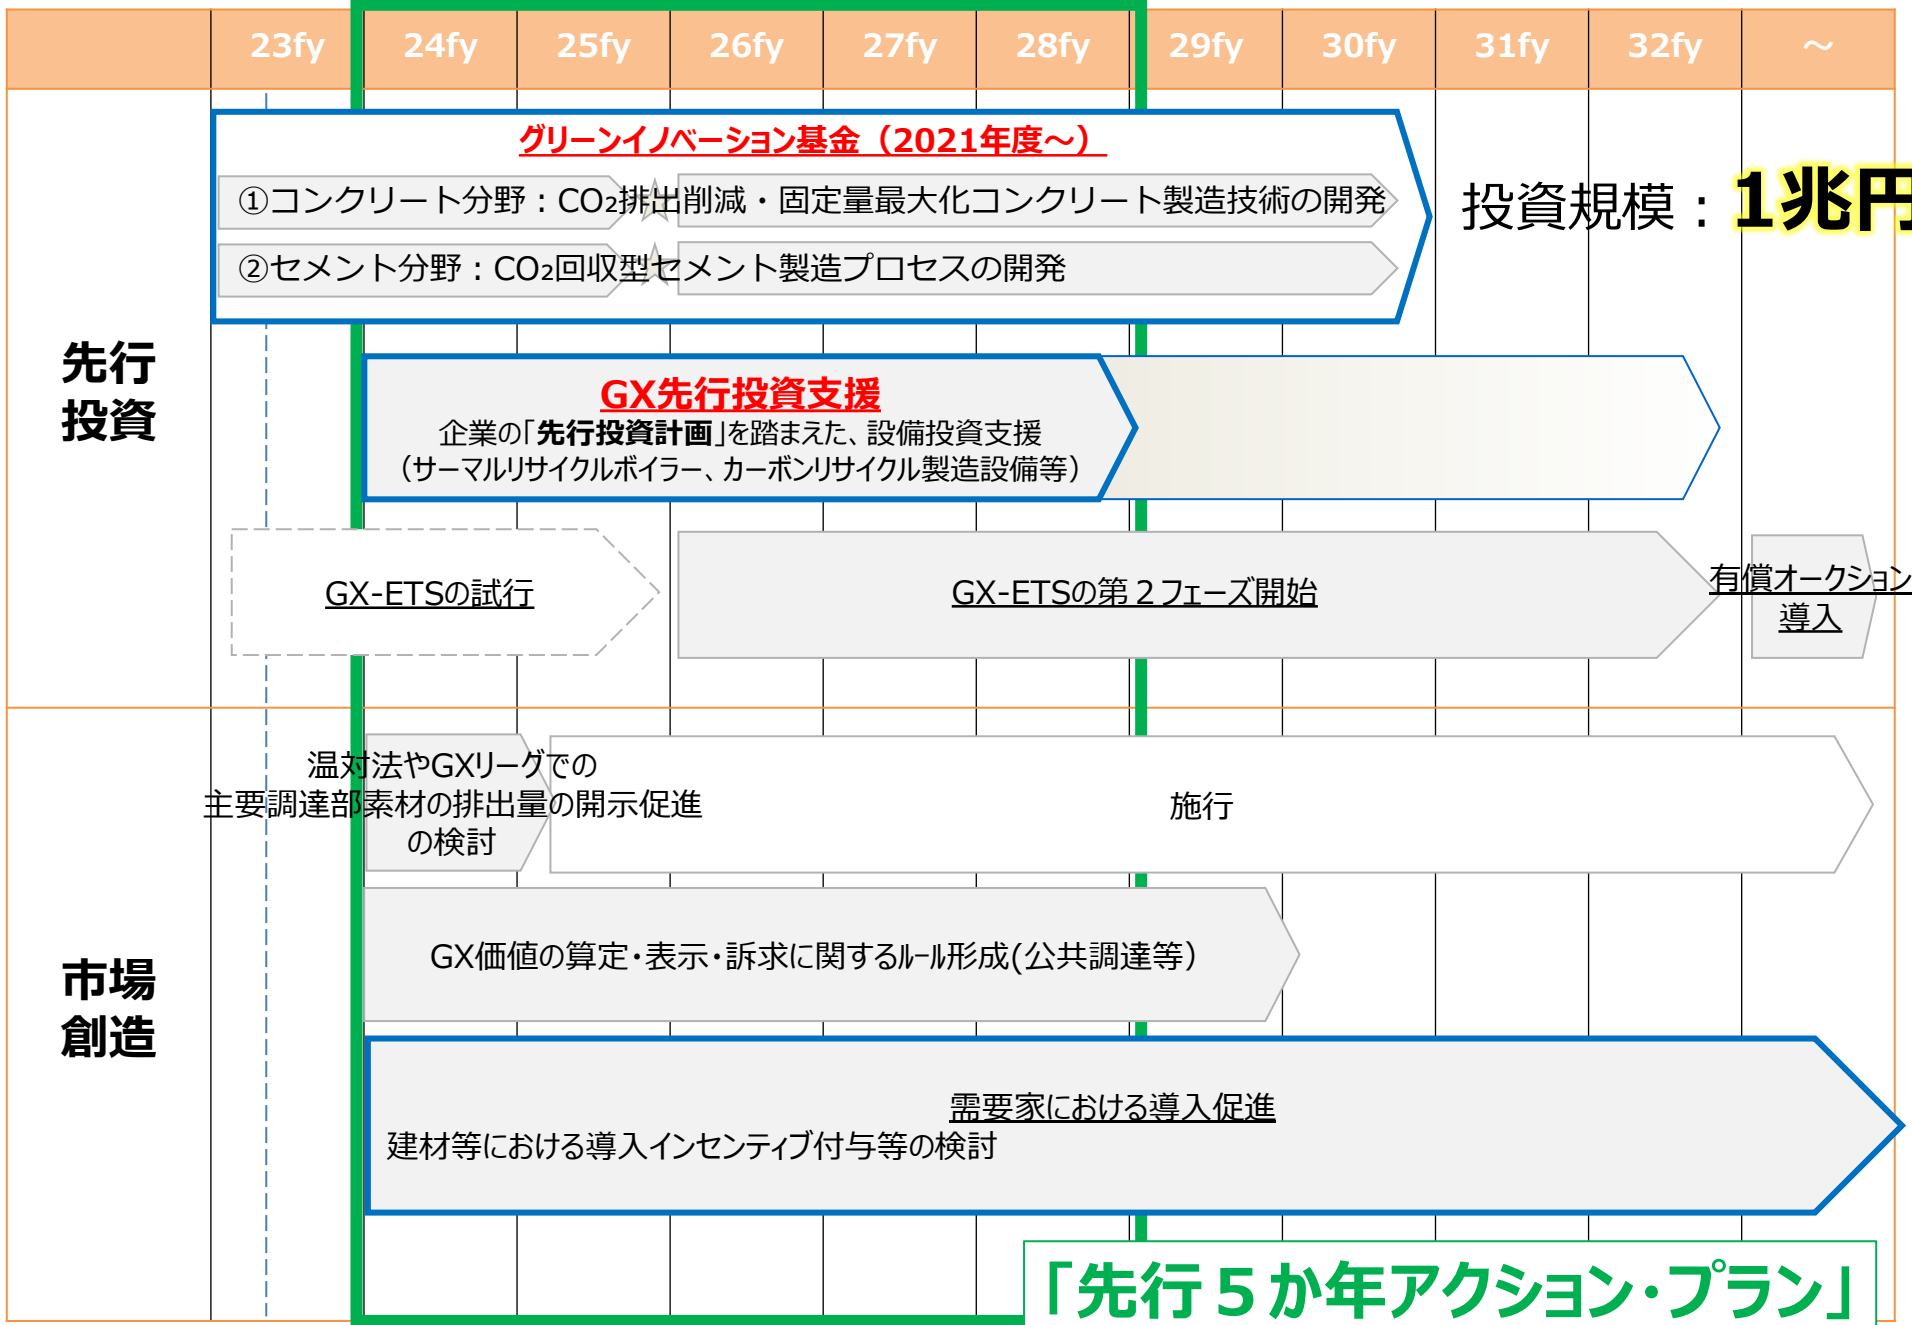 23fy 24fy 25fy 26fy 27fy 28fy 29fy 30fy 31fy 32fy ～
先行
投資
グリーンイノベーション基金（2021年度～）
①コンクリート分野：CO₂排出削減・固定量最大化コンクリート製造技術の開発
②セメント分野：CO₂回収型セメント製造プロセスの開発
投資規模：1兆円
GX先行投資支援
企業の「先行投資計画」を踏まえた、設備投資支援
（サーマルリサイクルボイラー、カーボンリサイクル製造設備等）
GX-ETSの試行
GX-ETSの第２フェーズ開始
有償オークション
導入
市場
創造
温対法やGXリーグでの
主要調達部素材の排出量の開示促進
の検討
施行
GX価値の算定・表示・訴求に関するルール形成(公共調達等）
需要家における導入促進
建材等における導入インセンティブ付与等の検討
「先行５か年アクション・プラン」